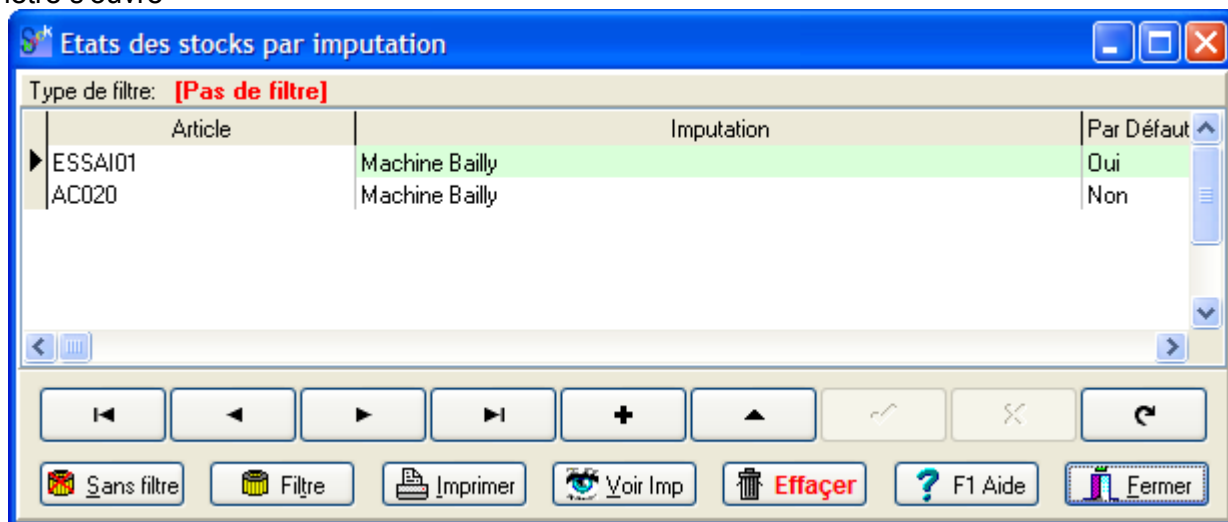 Etats des stocks par imputation
Type de filtre: [Pas de filtre]
Article Imputation Par Défaut
ESSAI01 Machine Bailly Oui
AC020 Machine Bailly Non
Sans filtre Filtre Imprimer Voir Imp Effaçer F1 Aide Fermer